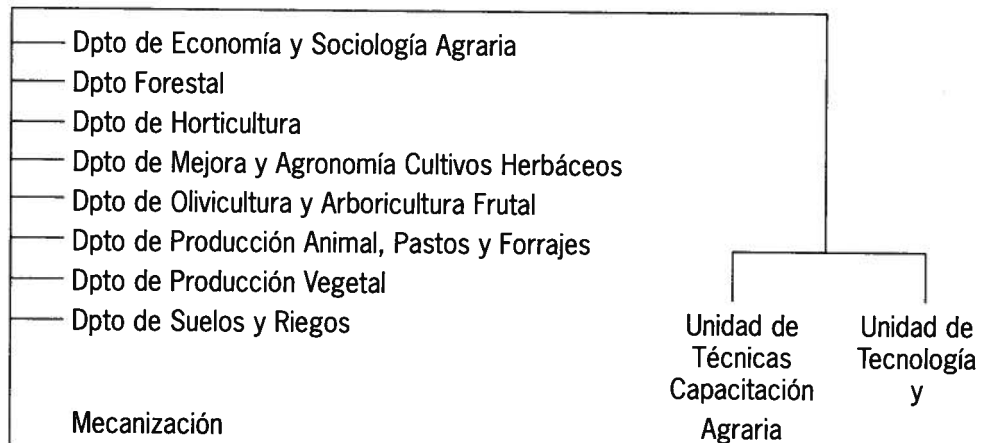 Dpto de Economía y Sociología Agraria
Dpto Forestal
Dpto de Horticultura
Dpto de Mejora y Agronomía Cultivos Herbáceos
Dpto de Olivicultura y Arboricultura Frutal
Dpto de Producción Animal, Pastos y Forrajes
Dpto de Producción Vegetal
Dpto de Suelos y Riegos
Mecanización
Unidad de
Técnicas
Capacitación
Agraria
Unidad de
Tecnología
y